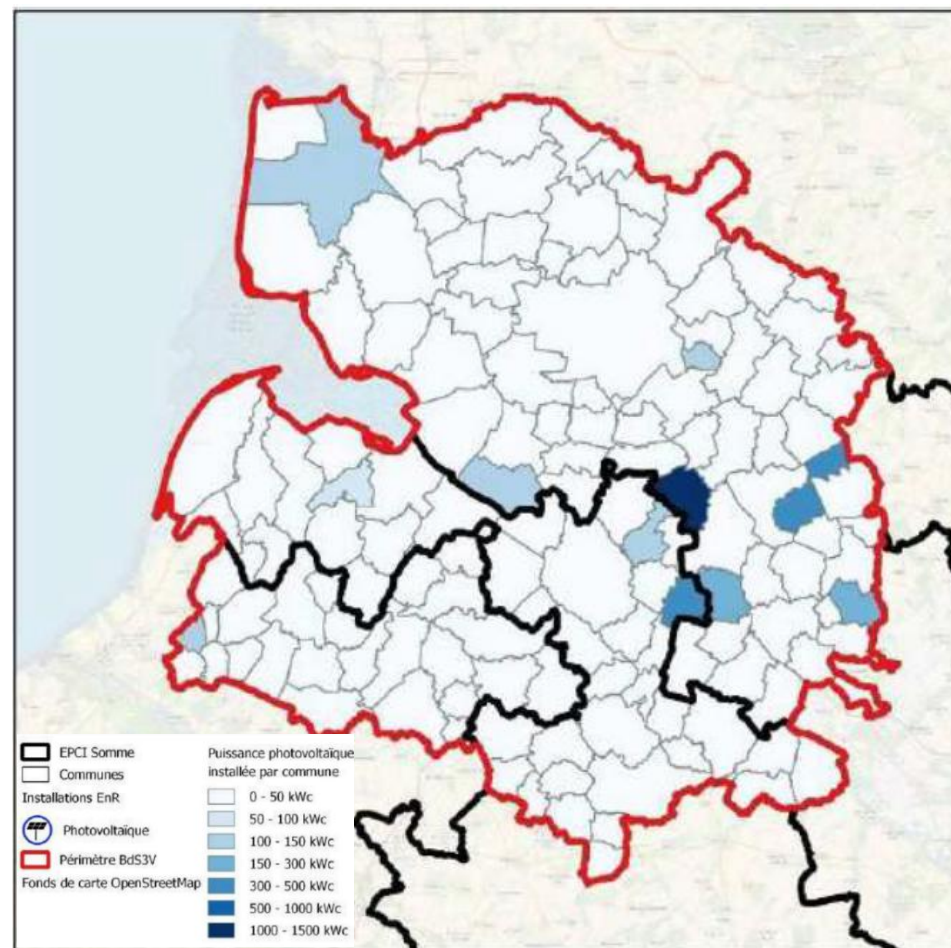 EPCI Somme
Communes
Installations EnR
Photovoltaïque
Périmètre BdS3V
Fonds de carte OpenStreetMap
Puissance photovoltaïque
installée par commune
0 - 50 kWc
50 - 100 kWc
100 - 150 kWc
150 - 300 kWc
300 - 500 kWc
500 - 1000 kWc
1000 - 1500 kWc